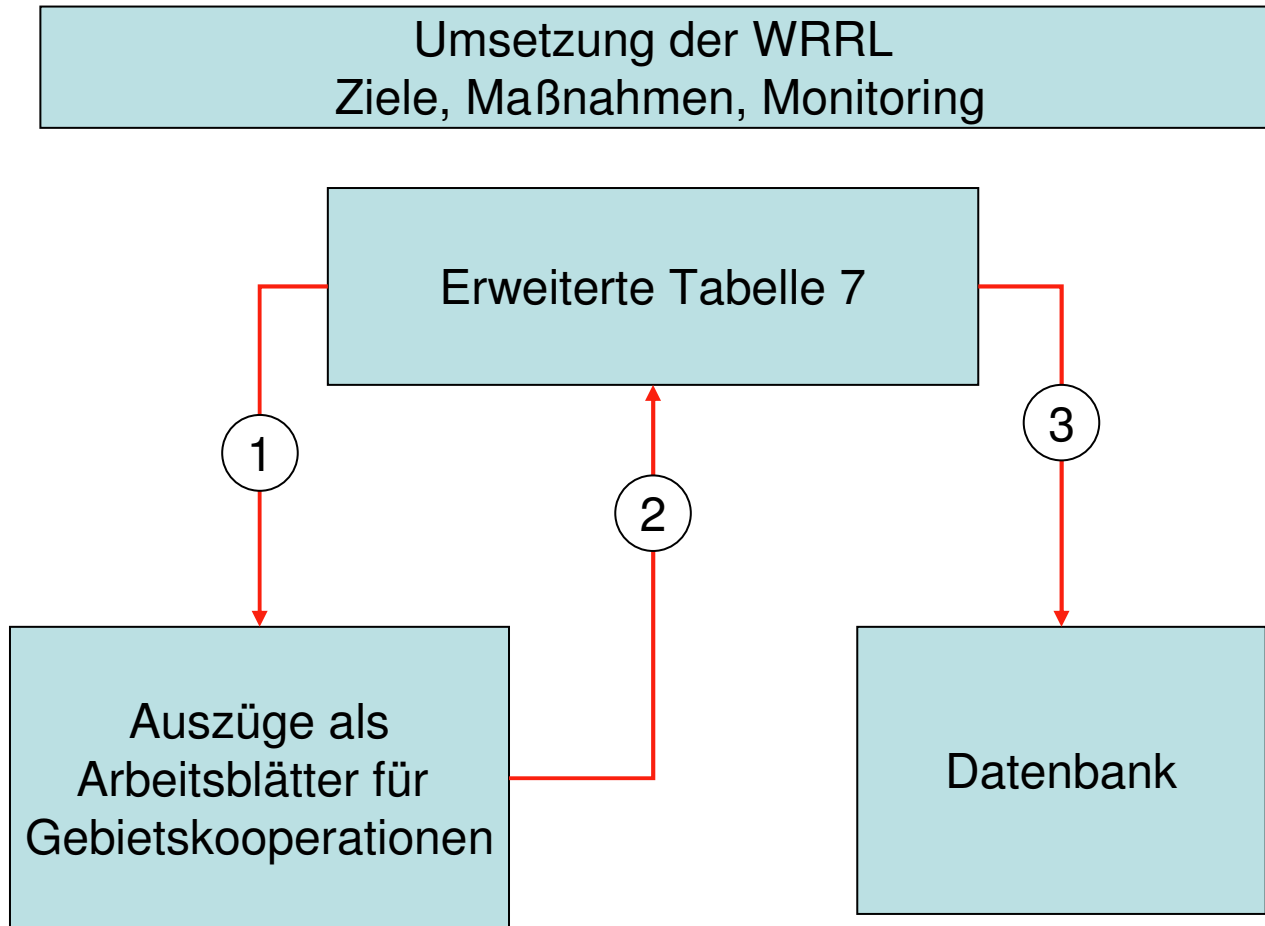 Umsetzung der WRRL
Ziele, Maßnahmen, Monitoring
Erweiterte Tabelle 7
1
2
3
Auszüge als
Arbeitsblätter für
Gebietskooperationen
Datenbank